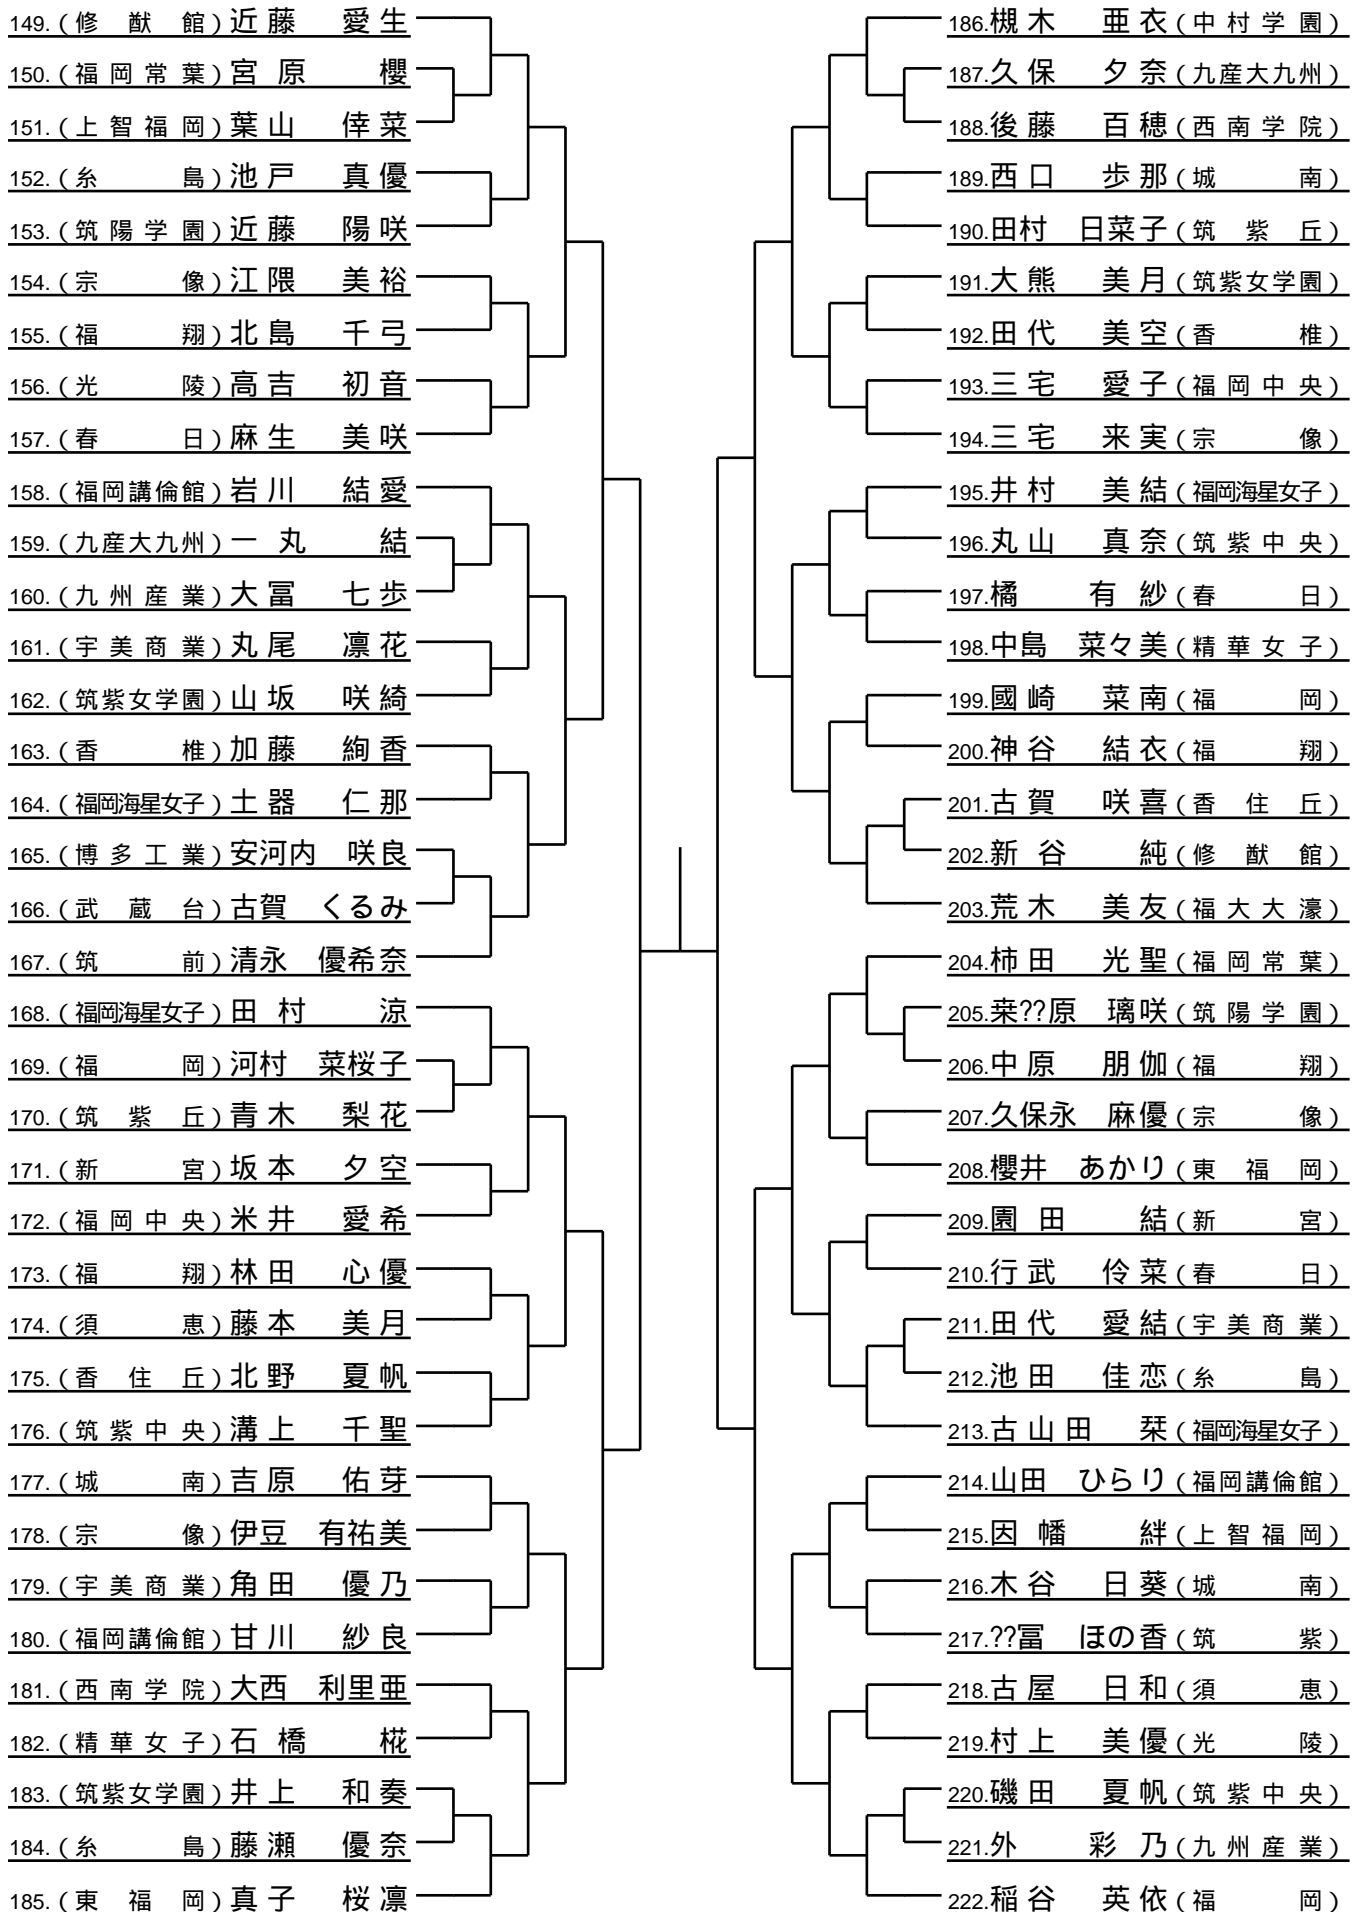 149.(修猷館)近藤 愛生
150.(福岡常葉)宮原 櫻
151.(上智福岡)葉山 倖菜
152.(糸島)池戸 真優
153.(筑陽学園)近藤 陽咲
154.(宗像)江隈 美裕
155.(福翔)北島 千弓
156.(光陵)高吉 初音
157.(春日)麻生 美咲
158.(福岡講倫館)岩川 結愛
159.(九産大九州)一丸 結
160.(九州産業)大冨 七歩
161.(宇美商業)丸尾 凛花
162.(筑紫女学園)山坂 咲綺
163.(香椎)加藤 絢香
164.(福岡海星女子)土器 仁那
165.(博多工業)安河内 咲良
166.(武蔵台)古賀 くるみ
167.(筑前)清永 優希奈
168.(福岡海星女子)田村 涼
169.(福岡)河村 菜桜子
170.(筑紫丘)青木 梨花
171.(新宮)坂本 夕空
172.(福岡中央)米井 愛希
173.(福翔)林田 心優
174.(須恵)藤本 美月
175.(香住丘)北野 夏帆
176.(筑紫中央)溝上 千聖
177.(城南)吉原 佑芽
178.(宗像)伊豆 有祐美
179.(宇美商業)角田 優乃
180.(福岡講倫館)甘川 紗良
181.(西南学院)大西 利里亜
182.(精華女子)石橋 椛
183.(筑紫女学園)井上 和奏
184.(糸島)藤瀬 優奈
185.(東福岡)真子 桜凛
186.槻木 亜衣(中村学園)
187.久保 夕奈(九産大九州)
188.後藤 百穂(西南学院)
189.西口 歩那(城南)
190.田村 日菜子(筑紫丘)
191.大熊 美月(筑紫女学園)
192.田代 美空(香椎)
193.三宅 愛子(福岡中央)
194.三宅 来実(宗像)
195.井村 美結(福岡海星女子)
196.丸山 真奈(筑紫中央)
197.橘 有紗(春日)
198.中島 菜々美(精華女子)
199.國崎 菜南(福岡)
200.神谷 結衣(福翔)
201.古賀 咲喜(香住丘)
202.新谷 純(修猷館)
203.荒木 美友(福大大濠)
204.柿田 光聖(福岡常葉)
205.桒??原 璃咲(筑陽学園)
206.中原 朋伽(福翔)
207.久保永 麻優(宗像)
208.櫻井 あかり(東福岡)
209.園田 結(新宮)
210.行武 伶菜(春日)
211.田代 愛結(宇美商業)
212.池田 佳恋(糸島)
213.古山田 栞(福岡海星女子)
214.山田 ひらり(福岡講倫館)
215.因幡 絆(上智福岡)
216.木谷 日葵(城南)
217.??冨 ほの香(筑紫)
218.古屋 日和(須恵)
219.村上 美優(光陵)
220.磯田 夏帆(筑紫中央)
221.外 彩乃(九州産業)
222.稲谷 英依(福岡)